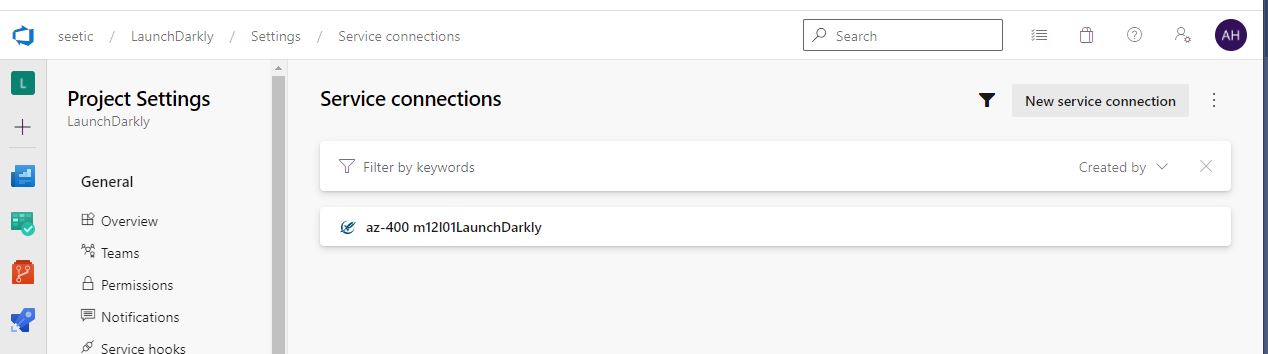 seetic / LaunchDarkly / Settings / Service connections
Search
AH
L
Project Settings
LaunchDarkly
General
Overview
Teams
Permissions
Notifications
Service hooks
Service connections
New service connection
Filter by keywords
Created by
az-400 m12l01LaunchDarkly